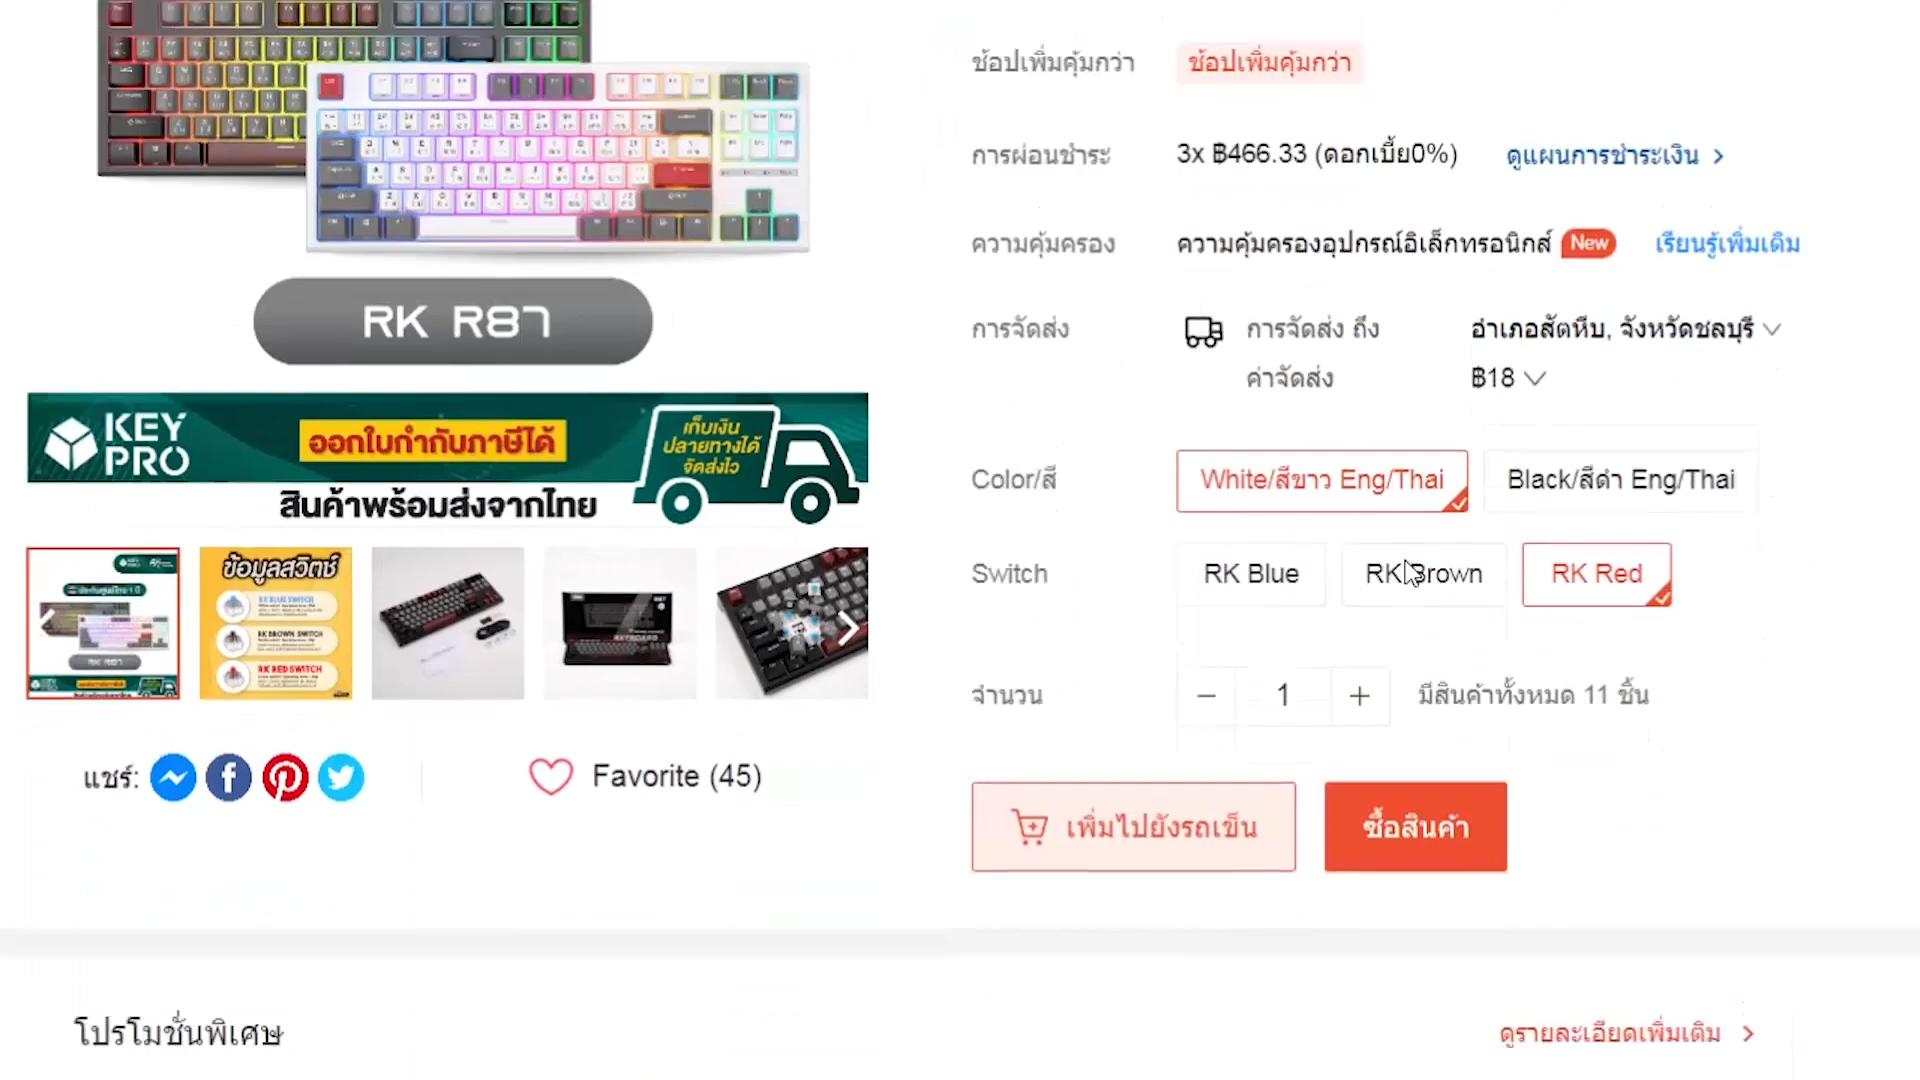 ช้อปเพิ่มคุ้มกว่า ช้อปเพิ่มคุ้มกว่า
การผ่อนชำระ 3x ฿466.33 (ดอกเบี้ย0%) ดูแผนการชำระเงิน >
ความคุ้มครอง ความคุ้มครองอุปกรณ์อิเล็กทรอนิกส์ New เรียนรู้เพิ่มเติม
RK R87
การจัดส่ง การจัดส่ง ถึง อำเภอสัตหีบ, จังหวัดชลบุรี
ค่าจัดส่ง ฿18
KEY PRO
ออกใบกำกับภาษีได้
เก็บเงิน
ปลายทางได้
จัดส่งไว
สินค้าพร้อมส่งจากไทย
Color/สี White/สีขาว Eng/Thai Black/สีดำ Eng/Thai
ข้อมูลสวิตช์
RK BLUE SWITCH
RK BROWN SWITCH
RK RED SWITCH
RK R87
Switch RK Blue RK Brown RK Red
จำนวน − 1 + มีสินค้าทั้งหมด 11 ชิ้น
แชร์: Favorite (45)
เพิ่มไปยังรถเข็น ซื้อสินค้า
โปรโมชั่นพิเศษ ดูรายละเอียดเพิ่มเติม >